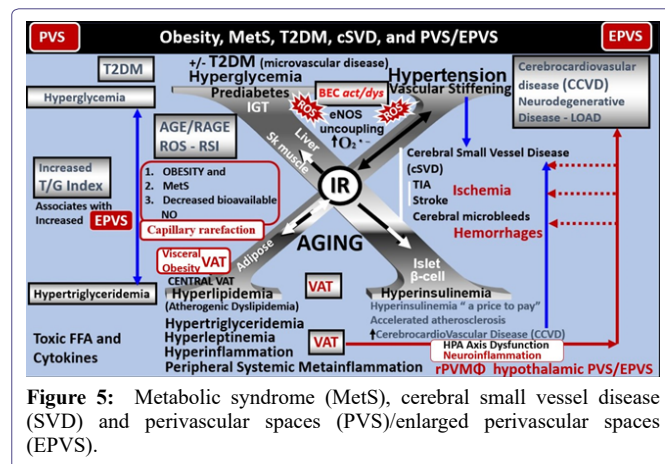 PVS
Obesity, MetS, T2DM, cSVD, and PVS/EPVS
EPVS
T2DM
Hyperglycemia
Increased
T/G Index
Associates with
Increased EPVS
Hypertriglyceridemia
Toxic FFA and
Cytokines
+/- T2DM (microvascular disease)
Hyperglycemia
Prediabetes
IGT
AGE/RAGE
ROS - RSI
1. OBESITY and
2. MetS
3. Decreased bioavailable
NO
Capillary rarefaction
Liver
Sk muscle
ROS
BEC act/dys
ROS
eNOS
uncoupling
↑O₂•−
Hypertension
Vascular Stiffening
IR
AGING
Adipose
Islet
β-cell
Visceral
Obesity VAT
CENTRAL VAT
Hyperlipidemia
(Atherogenic Dyslipidemia)
Hypertriglyceridemia
Hyperleptinemia
Hyperinflammation
Peripheral Systemic Metainflammation
VAT
VAT
Cerebral Small Vessel Disease
(cSVD)
TIA
Stroke
Ischemia
Cerebral microbleeds
Hemorrhages
Hyperinsulinemia
Hyperinsulinemia “ a price to pay”
Accelerated atherosclerosis
↑CerebrocardioVascular Disease (CCVD)
HPA Axis Dysfunction
Neuroinflammation
rPVMΦ hypothalamic PVS/EPVS
Cerebrocardiovasular
disease (CCVD)
Neurodegenerative
Disease - LOAD
Figure 5: Metabolic syndrome (MetS), cerebral small vessel disease
(SVD) and perivascular spaces (PVS)/enlarged perivascular spaces
(EPVS).